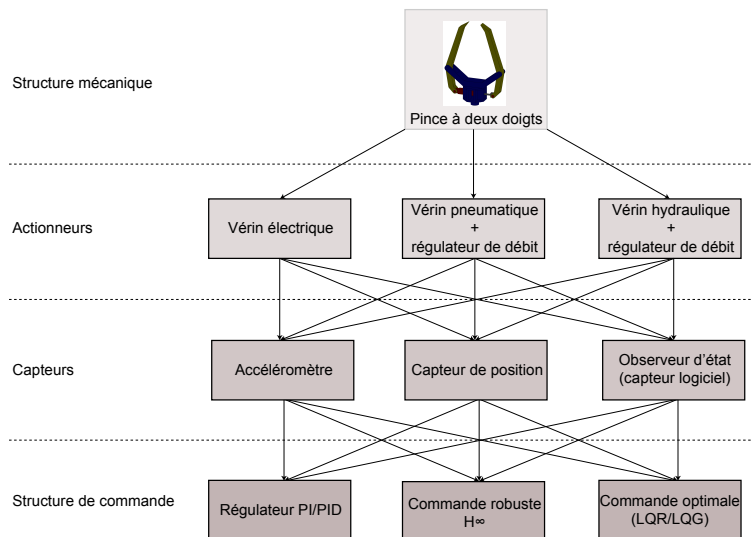 Structure mécanique
Pince à deux doigts
Actionneurs
Vérin électrique
Vérin pneumatique
+
régulateur de débit
Vérin hydraulique
+
régulateur de débit
Capteurs
Accéléromètre
Capteur de position
Observeur d'état
(capteur logiciel)
Structure de commande
Régulateur PI/PID
Commande robuste
H∞
Commande optimale
(LQR/LQG)